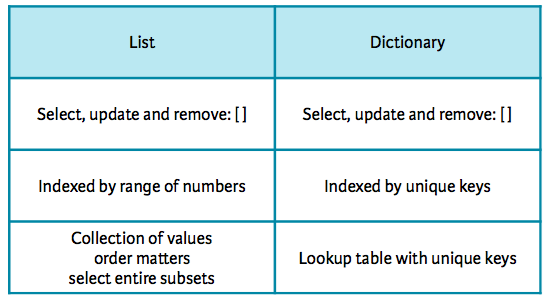 List
Dictionary
Select, update and remove: [ ]
Select, update and remove: [ ]
Indexed by range of numbers
Indexed by unique keys
Collection of values
order matters
select entire subsets
Lookup table with unique keys